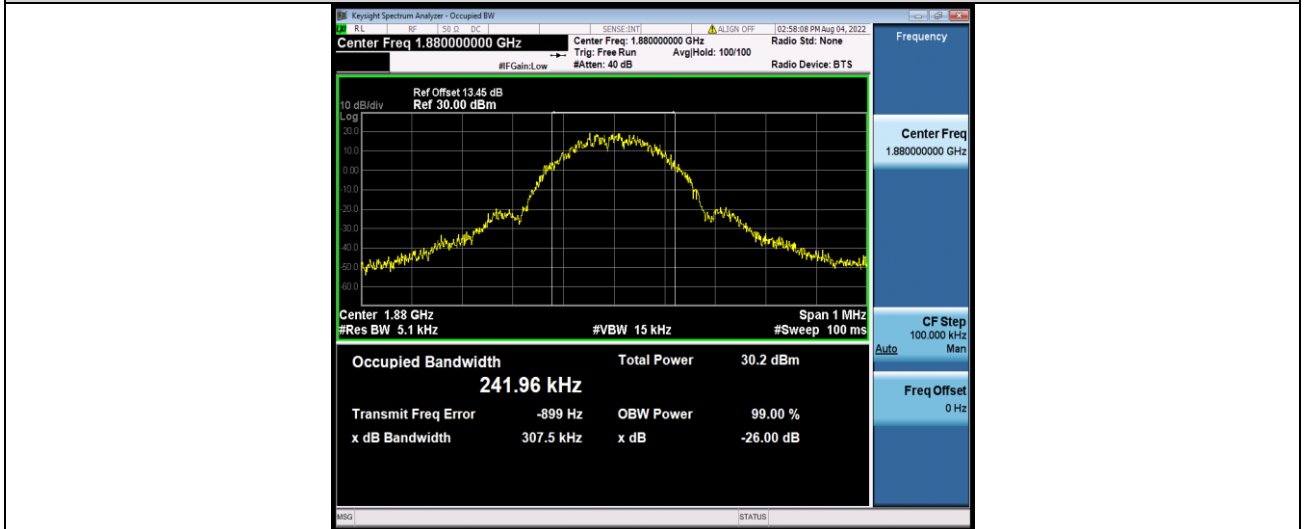 Keysight Spectrum Analyzer - Occupied BW
RL RF 50 Ω DC SENSE:INT ALIGN OFF 02:58:08 PM Aug 04, 2022
Center Freq 1.880000000 GHz
Center Freq: 1.880000000 GHz Radio Std: None
Trig: Free Run Avg|Hold: 100/100
#IFGain:Low #Atten: 40 dB Radio Device: BTS
Frequency
Ref Offset 13.45 dB
10 dB/div Ref 30.00 dBm
Log
20.0
10.0
0.00
-10.0
-20.0
-30.0
-40.0
-50.0
-60.0
Center 1.88 GHz Span 1 MHz
#Res BW 5.1 kHz #VBW 15 kHz #Sweep 100 ms
Center Freq
1.880000000 GHz
CF Step
100.000 kHz
Auto Man
Freq Offset
0 Hz
Occupied Bandwidth Total Power 30.2 dBm
241.96 kHz
Transmit Freq Error -899 Hz OBW Power 99.00 %
x dB Bandwidth 307.5 kHz x dB -26.00 dB
MSG STATUS